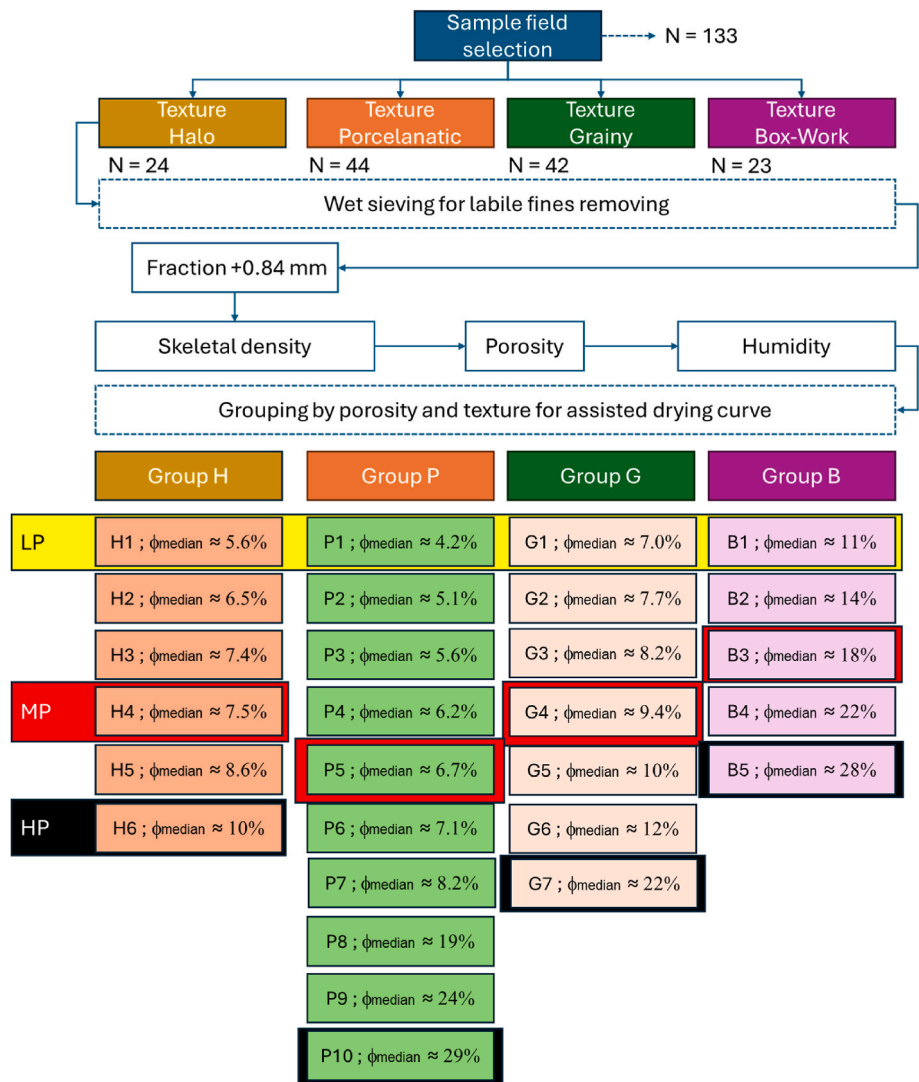 Sample field
selection
N = 133
Texture
Halo
Texture
Porcelanatic
Texture
Grainy
Texture
Box-Work
N = 24
N = 44
N = 42
N = 23
Wet sieving for labile fines removing
Fraction +0.84 mm
Skeletal density
Porosity
Humidity
Grouping by porosity and texture for assisted drying curve
Group H
Group P
Group G
Group B
LP
H1 ; ϕmedian ≈ 5.6%
P1 ; ϕmedian ≈ 4.2%
G1 ; ϕmedian ≈ 7.0%
B1 ; ϕmedian ≈ 11%
H2 ; ϕmedian ≈ 6.5%
P2 ; ϕmedian ≈ 5.1%
G2 ; ϕmedian ≈ 7.7%
B2 ; ϕmedian ≈ 14%
H3 ; ϕmedian ≈ 7.4%
P3 ; ϕmedian ≈ 5.6%
G3 ; ϕmedian ≈ 8.2%
B3 ; ϕmedian ≈ 18%
MP
H4 ; ϕmedian ≈ 7.5%
P4 ; ϕmedian ≈ 6.2%
G4 ; ϕmedian ≈ 9.4%
B4 ; ϕmedian ≈ 22%
H5 ; ϕmedian ≈ 8.6%
P5 ; ϕmedian ≈ 6.7%
G5 ; ϕmedian ≈ 10%
B5 ; ϕmedian ≈ 28%
HP
H6 ; ϕmedian ≈ 10%
P6 ; ϕmedian ≈ 7.1%
G6 ; ϕmedian ≈ 12%
P7 ; ϕmedian ≈ 8.2%
G7 ; ϕmedian ≈ 22%
P8 ; ϕmedian ≈ 19%
P9 ; ϕmedian ≈ 24%
P10 ; ϕmedian ≈ 29%